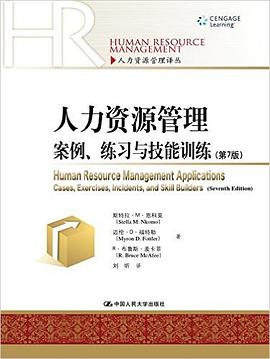 HR
CENGAGE
Learning™
HUMAN RESOURCE
MANAGEMENT
人力资源管理译丛
人力资源管理
案例、练习与技能训练(第7版)
Human Resource Management Applications
Cases, Exercises, Incidents, and Skill Builders (Seventh Edition)
斯特拉·M·恩科莫
(Stella M. Nkomo)
迈伦·D·福特勒
(Myron D. Fottler)
R·布鲁斯·麦卡菲
(R. Bruce McAfee)
著
刘昕 译
中国人民大学出版社